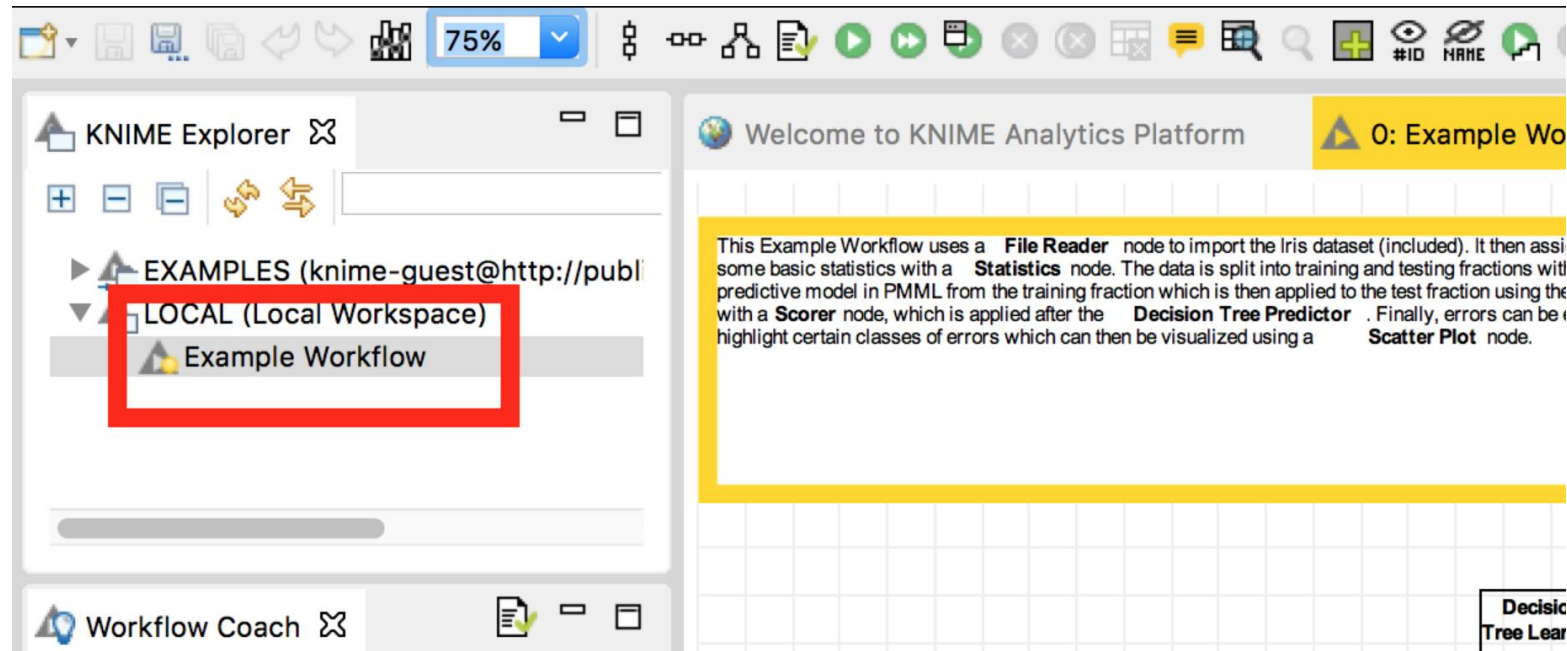 75%
#ID
NAME
KNIME Explorer
Welcome to KNIME Analytics Platform
0: Example Wo
EXAMPLES (knime-guest@http://publi
LOCAL (Local Workspace)
Example Workflow
This Example Workflow uses a File Reader node to import the Iris dataset (included). It then assi
some basic statistics with a Statistics node. The data is split into training and testing fractions with
predictive model in PMML from the training fraction which is then applied to the test fraction using the
with a Scorer node, which is applied after the Decision Tree Predictor . Finally, errors can be e
highlight certain classes of errors which can then be visualized using a Scatter Plot node.
Workflow Coach
Decisio
Tree Lear